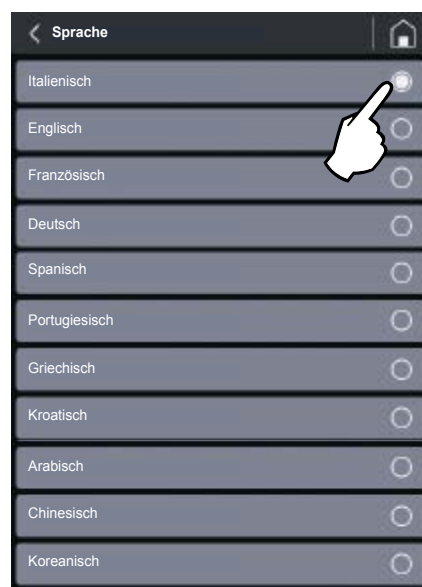 Sprache
Italienisch
Englisch
Französisch
Deutsch
Spanisch
Portugiesisch
Griechisch
Kroatisch
Arabisch
Chinesisch
Koreanisch